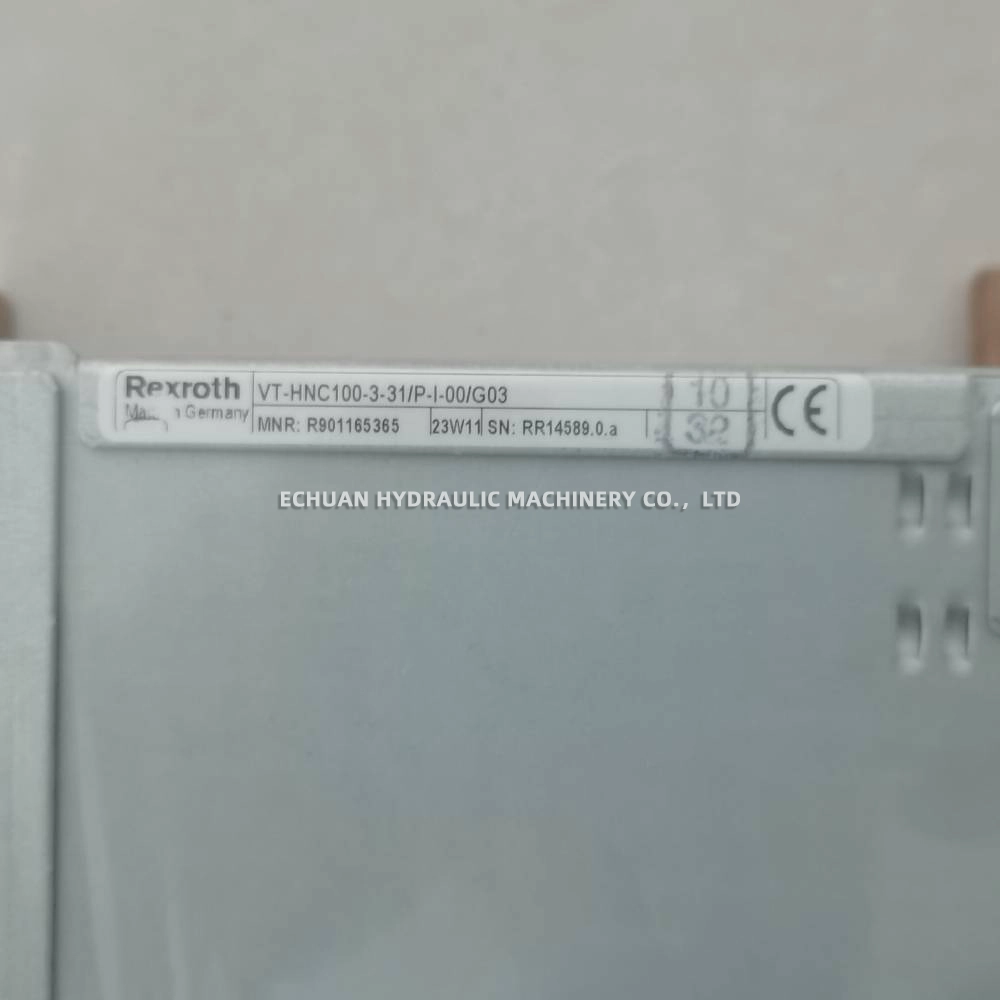 Rexroth VT-HNC100-3-31/P-I-00/G03 10
Germany MNR: R901165365 23W11 SN: RR14589.0.a 32 CE
ECHUAN HYDRAULIC MACHINERY CO., LTD